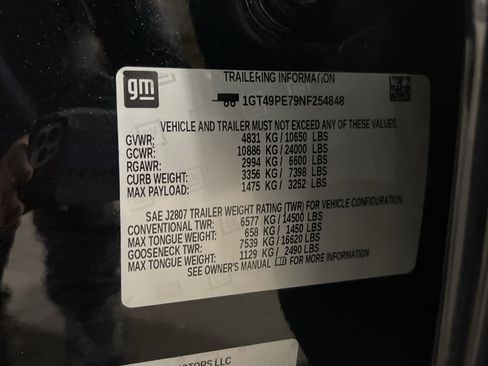 gm
TRAILERING INFORMATION
1GT49PE79NF254848
VEHICLE AND TRAILER MUST NOT EXCEED ANY OF THESE VALUES.
GVWR: 4831 KG/10650 LBS
GCWR: 10886 KG/24000 LBS
RGAWR: 2994 KG/ 6600 LBS
CURB WEIGHT: 3356 KG/ 7398 LBS
MAX PAYLOAD: 1475 KG/ 3252 LBS
SAE J2807 TRAILER WEIGHT RATING (TWR) FOR VEHICLE CONFIGURATION.
CONVENTIONAL TWR: 6577 KG/14500 LBS
MAX TONGUE WEIGHT: 658 KG/ 1450 LBS
GOOSENECK TWR: 7539 KG/16620 LBS
MAX TONGUE WEIGHT: 1129 KG/ 2490 LBS
SEE OWNER'S MANUAL FOR MORE INFORMATION
LLC